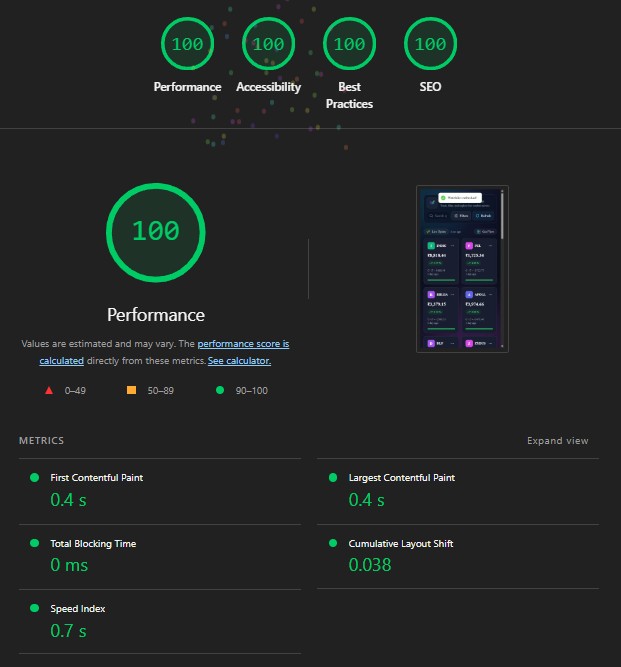 100
100
100
100
Performance
Accessibility
Best
Practices
SEO
100
Performance
Values are estimated and may vary. The performance score is
calculated directly from these metrics. See calculator.
0–49
50–89
90–100
METRICS
Expand view
First Contentful Paint
0.4 s
Largest Contentful Paint
0.4 s
Total Blocking Time
0 ms
Cumulative Layout Shift
0.038
Speed Index
0.7 s